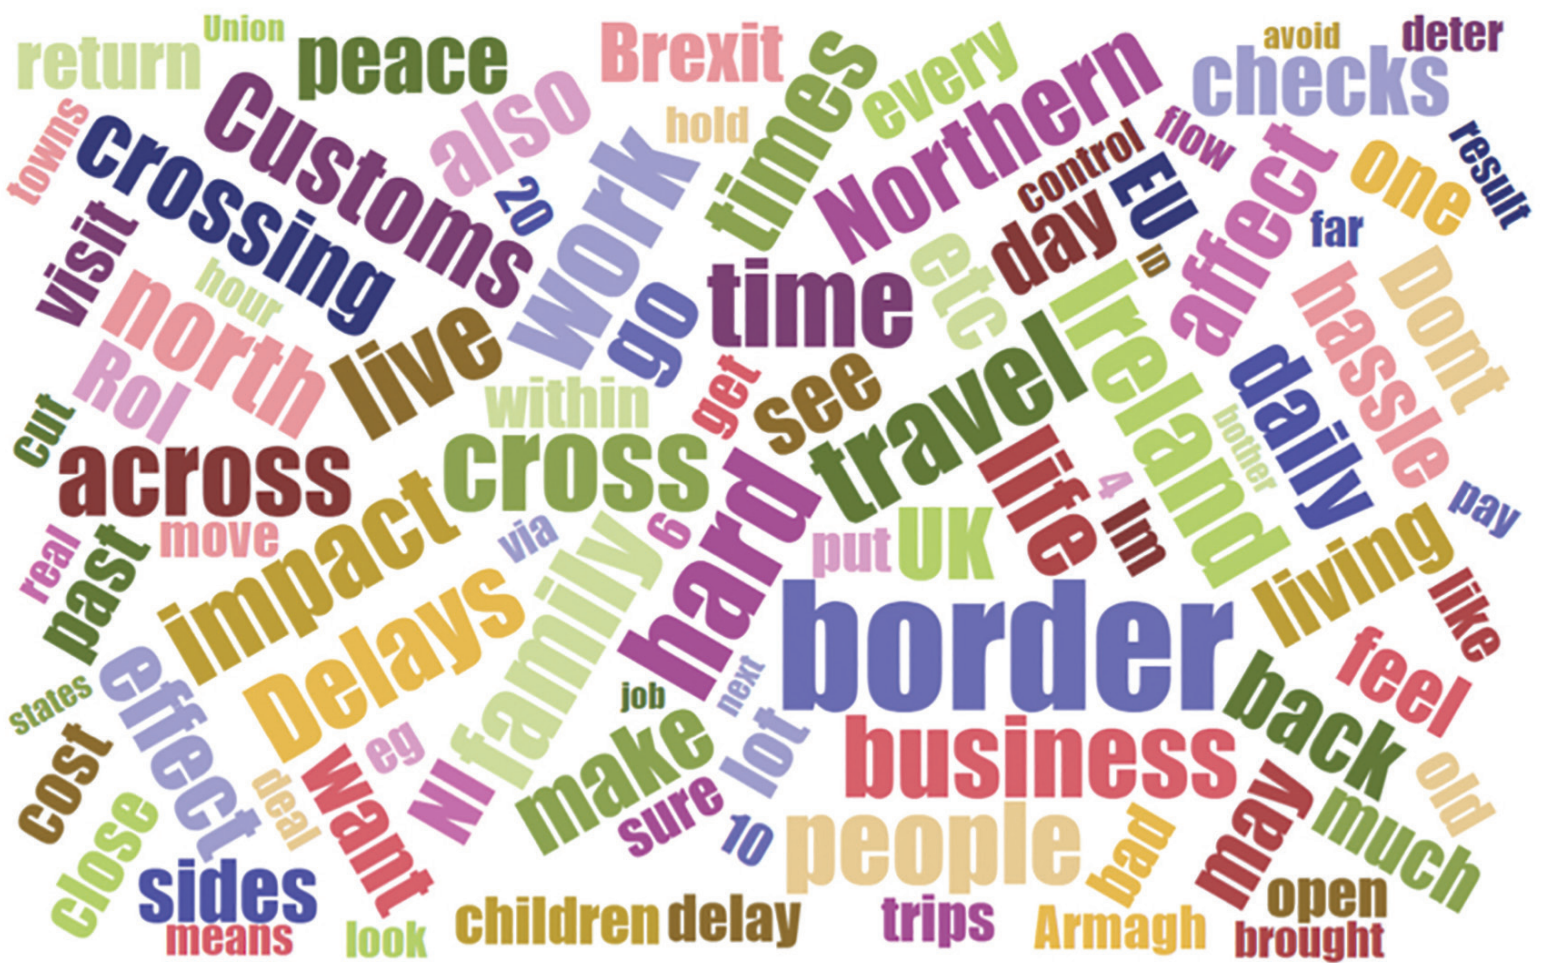 return
Union
peace
Brexit
avoid
deter
checks
towns
crossing
Customs
also
hold
times
every
Northern
flow
control
EU
result
one
20
work
visit
north
hour
far
affect
day
io
etc
time
go
Dont
hassle
Ireland
live
RoI
cut
within
get
see
travel
daily
bother
across
cross
life
4
Im
pay
real
past
move
impact
via
6
hard
put
UK
living
like
Delays
family
border
feel
states
effect
job
next
back
cost
eg
NI
make
lot
business
old
close
deal
want
sure
10
people
bad
may
much
sides
means
look
children
delay
trips
Armagh
open
brought